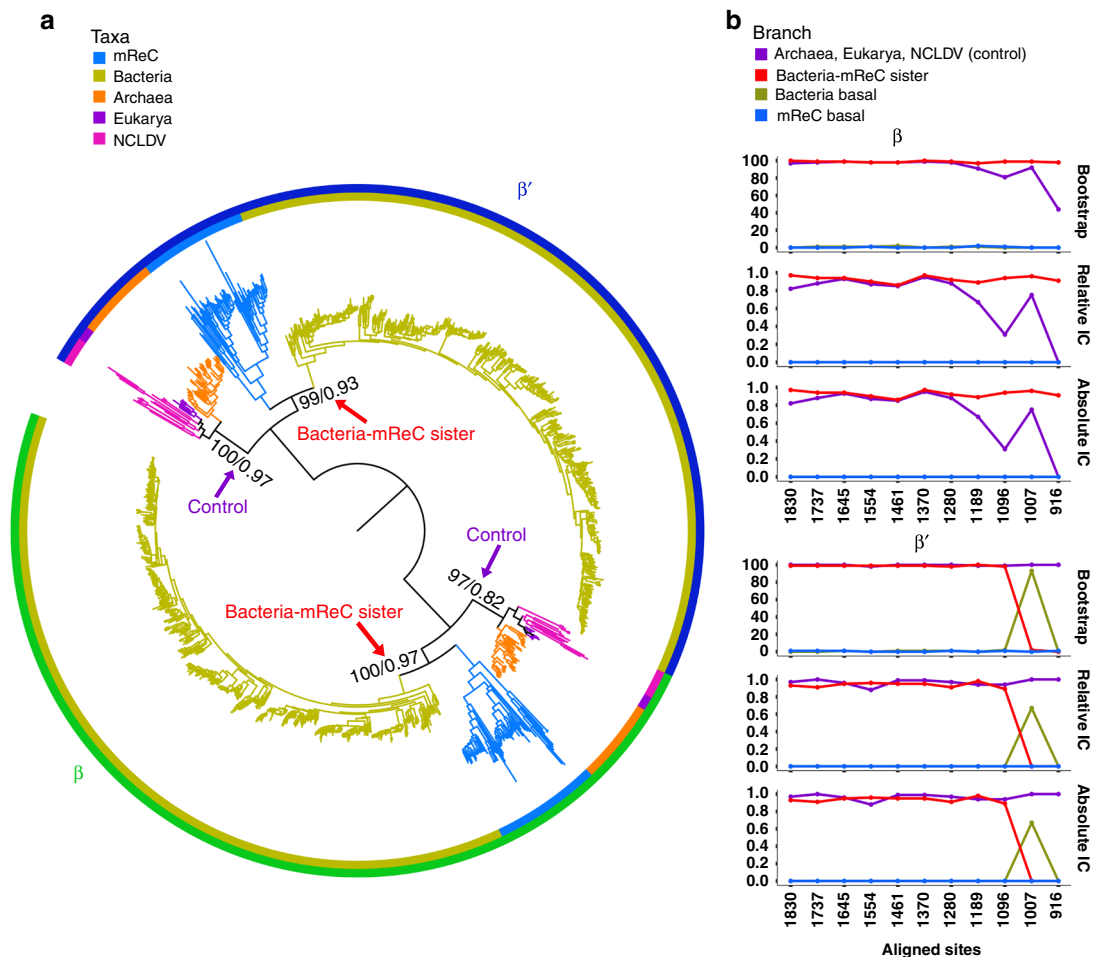 a
Taxa
mReC
Bacteria
Archaea
Eukarya
NCLDV
β′
99/0.93
Bacteria-mReC sister
100/0.97
Control
Control
97/0.82
Bacteria-mReC sister
100/0.97
β
b
Branch
Archaea, Eukarya, NCLDV (control)
Bacteria-mReC sister
Bacteria basal
mReC basal
β
100
80
60
40
20
0
Bootstrap
1.0
0.8
0.6
0.4
0.2
0.0
Relative IC
1.0
0.8
0.6
0.4
0.2
0.0
Absolute IC
1830 1737 1645 1554 1461 1370 1280 1189 1096 1007 916
β′
100
80
60
40
20
0
Bootstrap
1.0
0.8
0.6
0.4
0.2
0.0
Relative IC
1.0
0.8
0.6
0.4
0.2
0.0
Absolute IC
1830 1737 1645 1554 1461 1370 1280 1189 1096 1007 916
Aligned sites